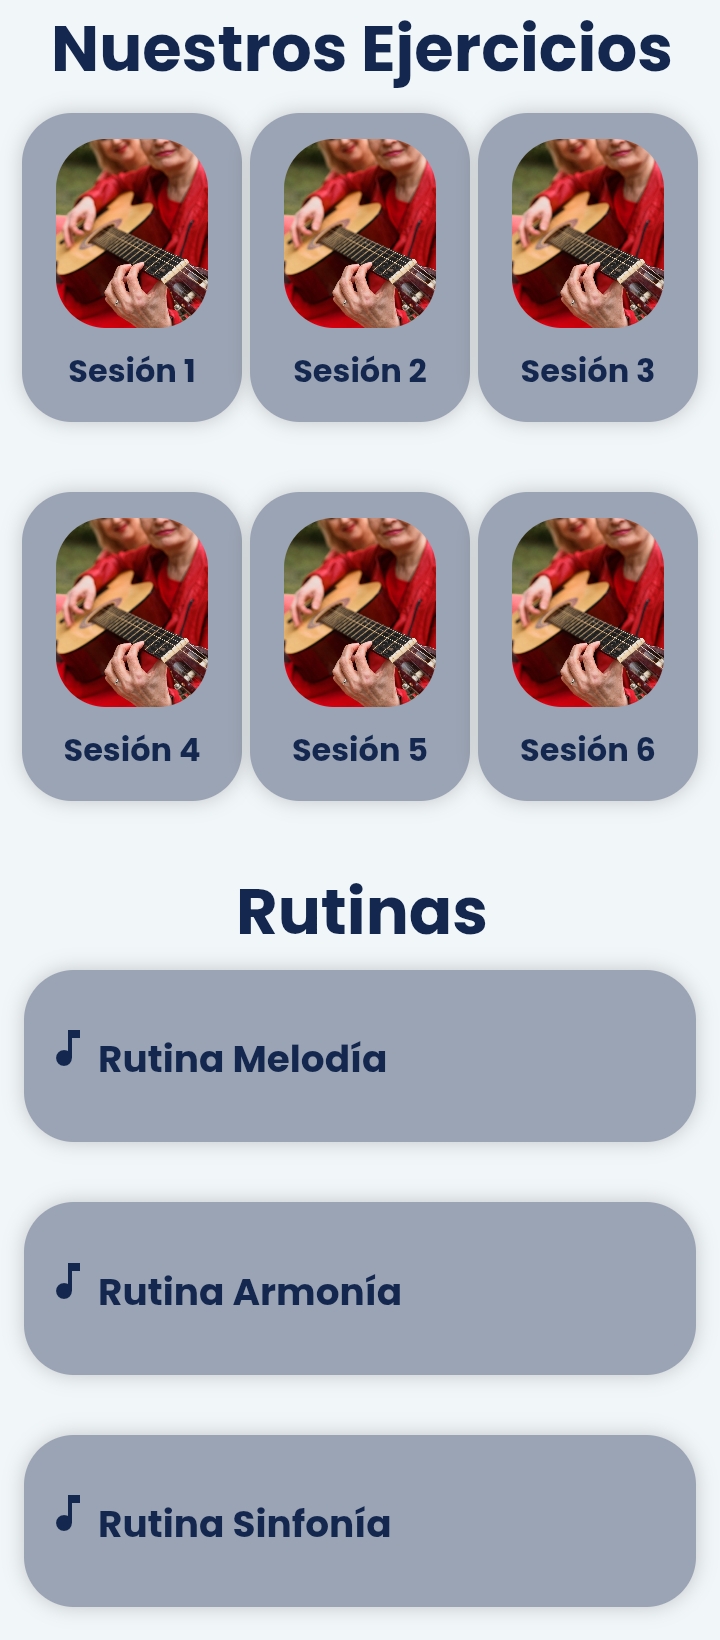 Nuestros Ejercicios
Sesión 1
Sesión 2
Sesión 3
Sesión 4
Sesión 5
Sesión 6
Rutinas
Rutina Melodía
Rutina Armonía
Rutina Sinfonía